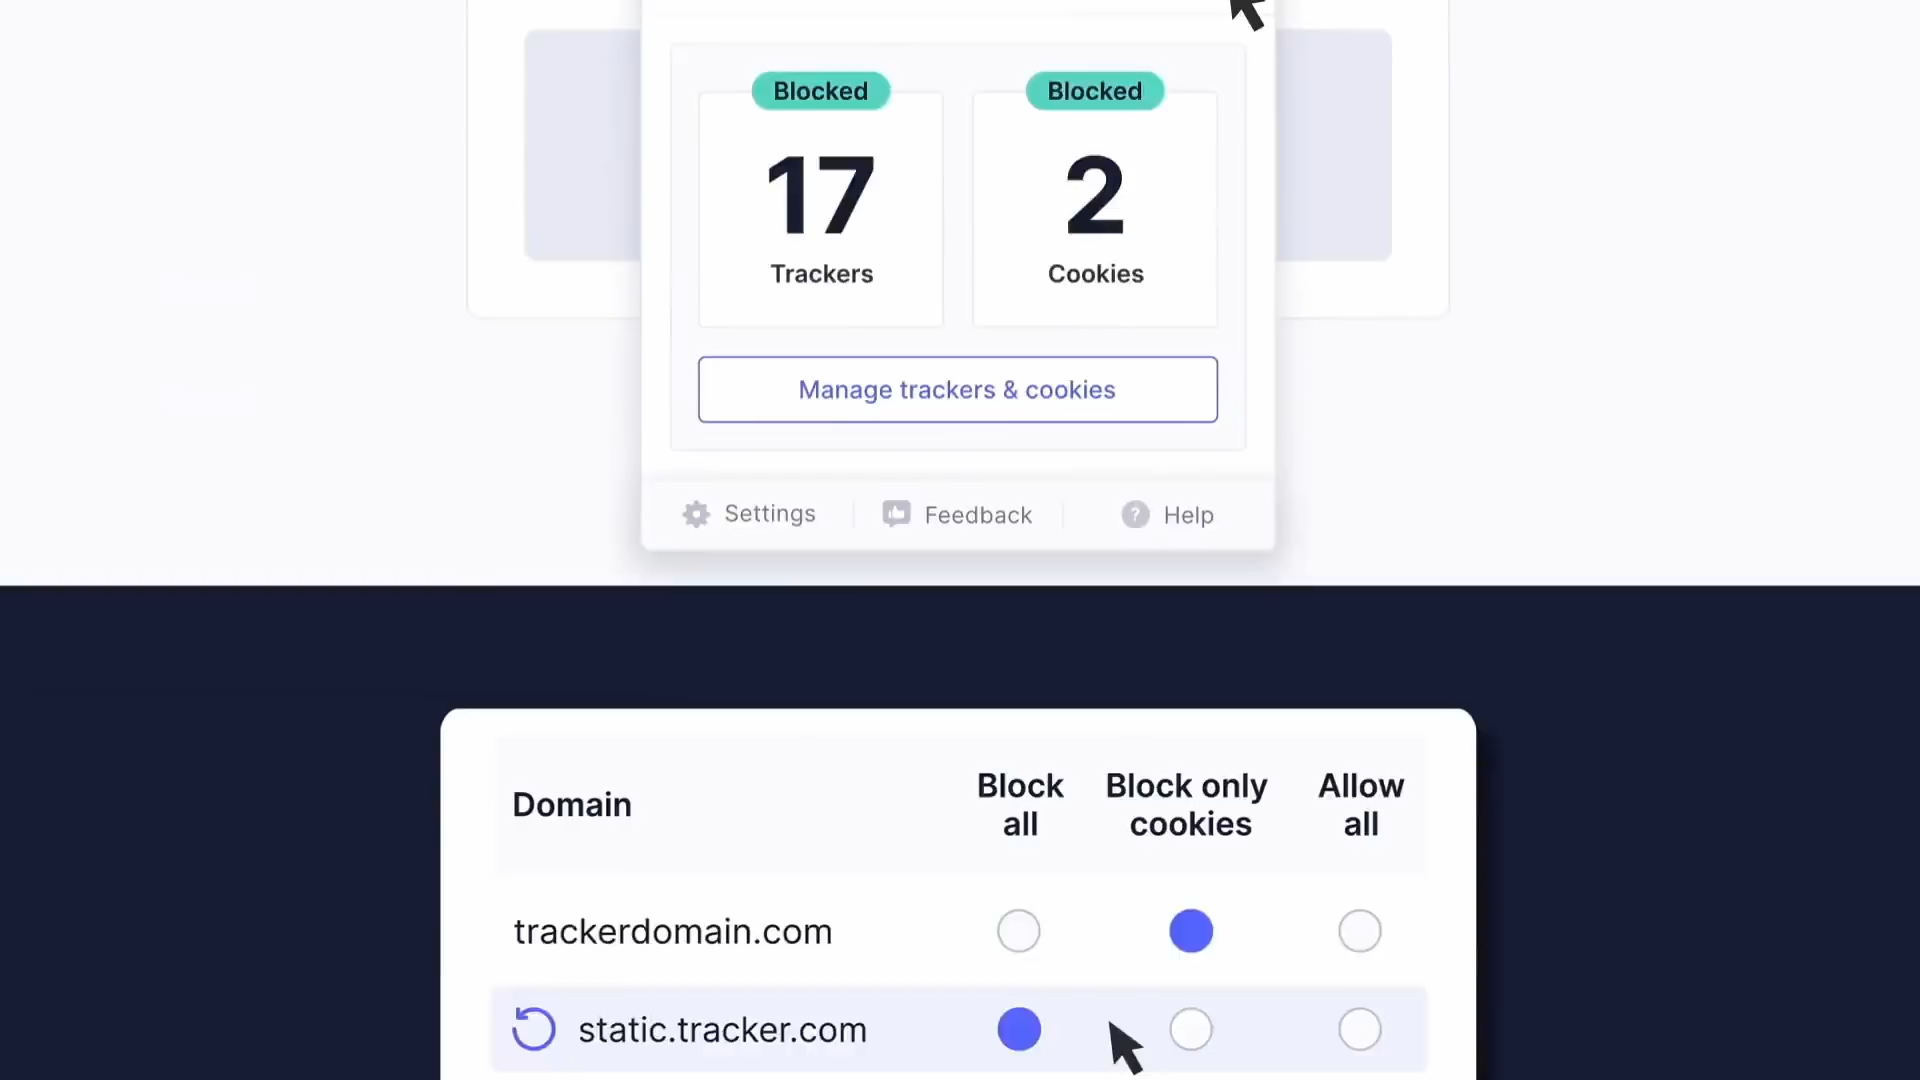 Blocked Blocked
17 2
Trackers Cookies
Manage trackers & cookies
Settings Feedback ? Help
Domain Block all Block only cookies Allow all
trackerdomain.com
static.tracker.com